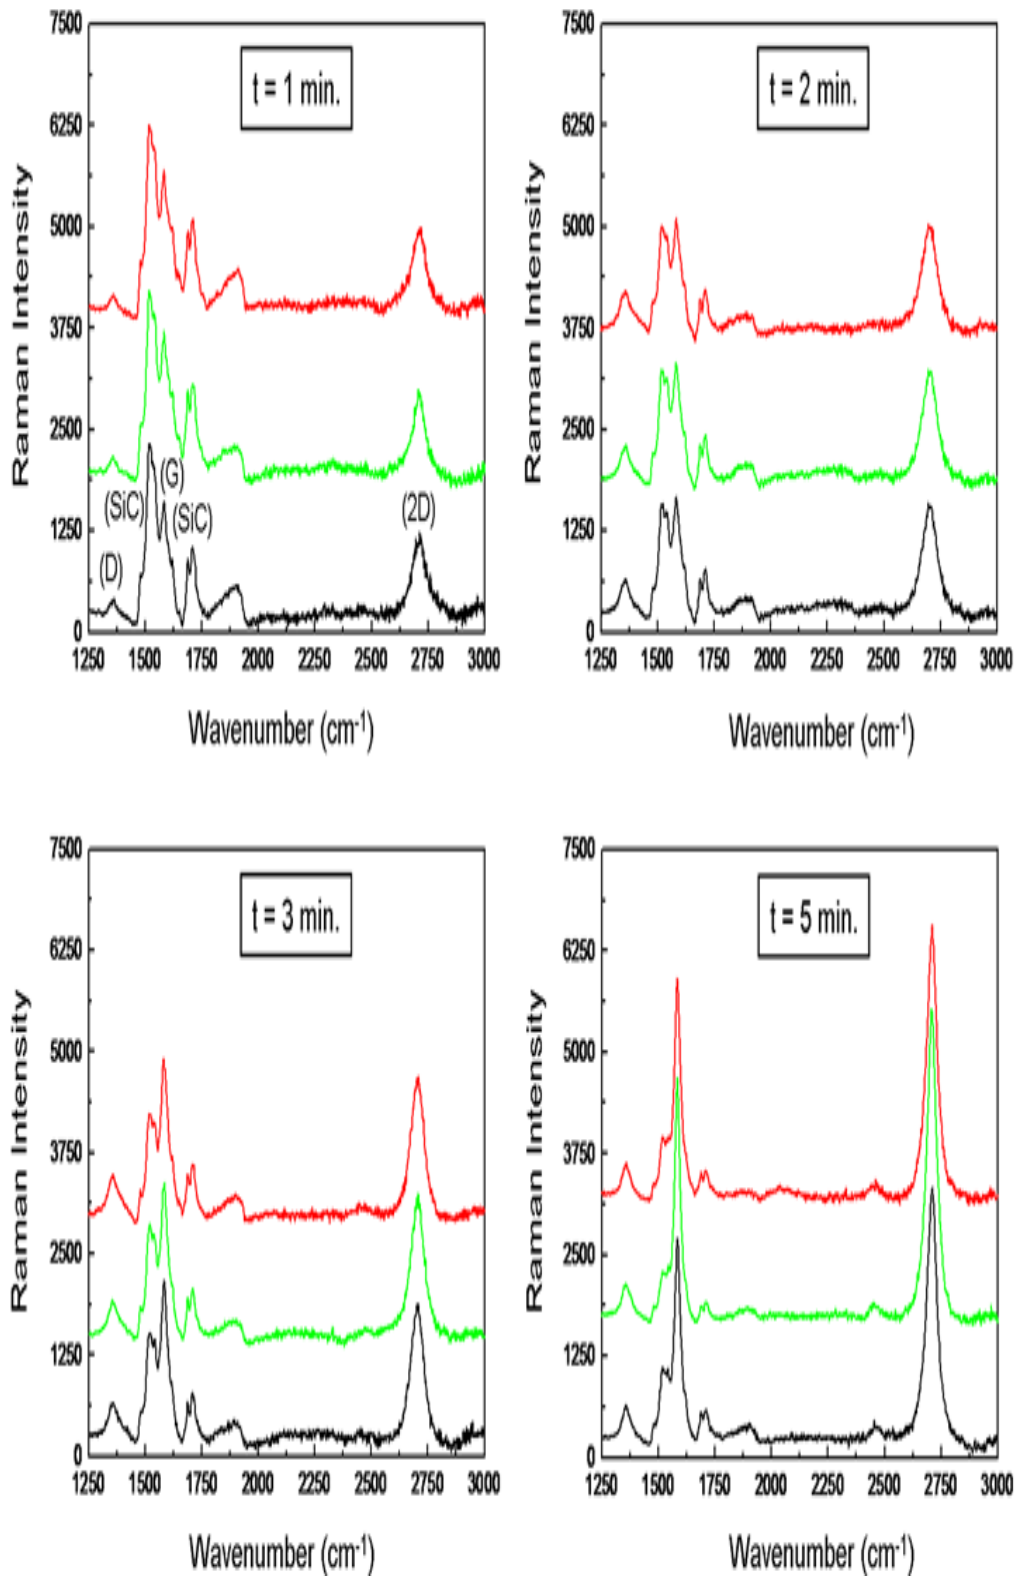 t = 1 min.
7500
6250
5000
3750
2500
1250
0
Raman Intensity
(SiC)
(G)
(SiC)
(D)
(2D)
1250 1500 1750 2000 2250 2500 2750 3000
Wavenumber (cm⁻¹)
t = 2 min.
7500
6250
5000
3750
2500
1250
0
Raman Intensity
1250 1500 1750 2000 2250 2500 2750 3000
Wavenumber (cm⁻¹)
t = 3 min.
7500
6250
5000
3750
2500
1250
0
Raman Intensity
1250 1500 1750 2000 2250 2500 2750 3000
Wavenumber (cm⁻¹)
t = 5 min.
7500
6250
5000
3750
2500
1250
0
Raman Intensity
1250 1500 1750 2000 2250 2500 2750 3000
Wavenumber (cm⁻¹)